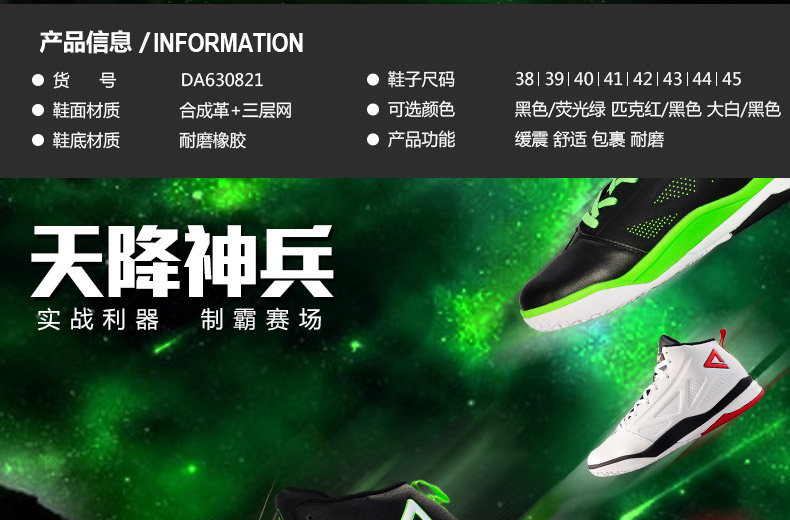 产品信息 / INFORMATION
● 货 号 DA630821 ● 鞋子尺码 38|39|40|41|42|43|44|45
● 鞋面材质 合成革+三层网 ● 可选颜色 黑色/荧光绿 匹克红/黑色 大白/黑色
● 鞋底材质 耐磨橡胶 ● 产品功能 缓震 舒适 包裹 耐磨
天降神兵
实战利器 制霸赛场